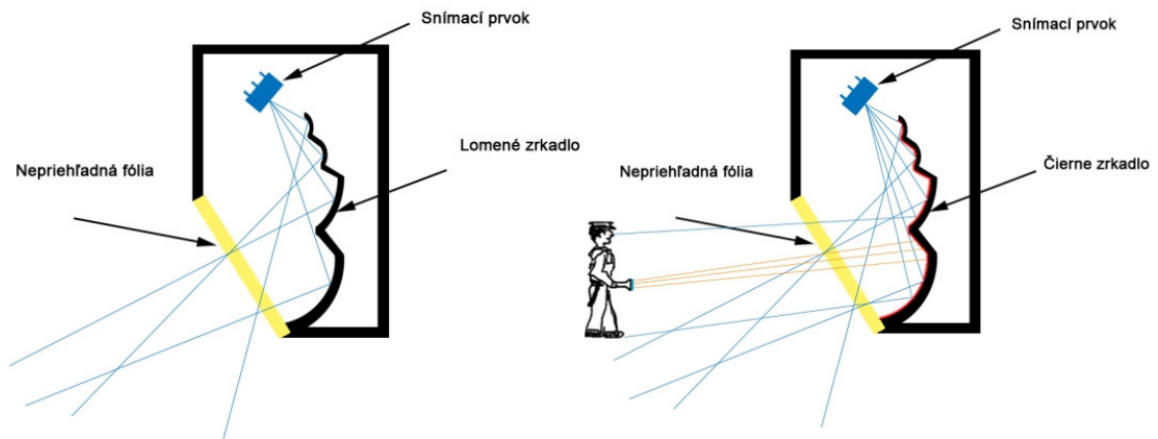 Snímací prvok
Lomené zrkadlo
Nepriehľadná fólia
Snímací prvok
Čierne zrkadlo
Nepriehľadná fólia